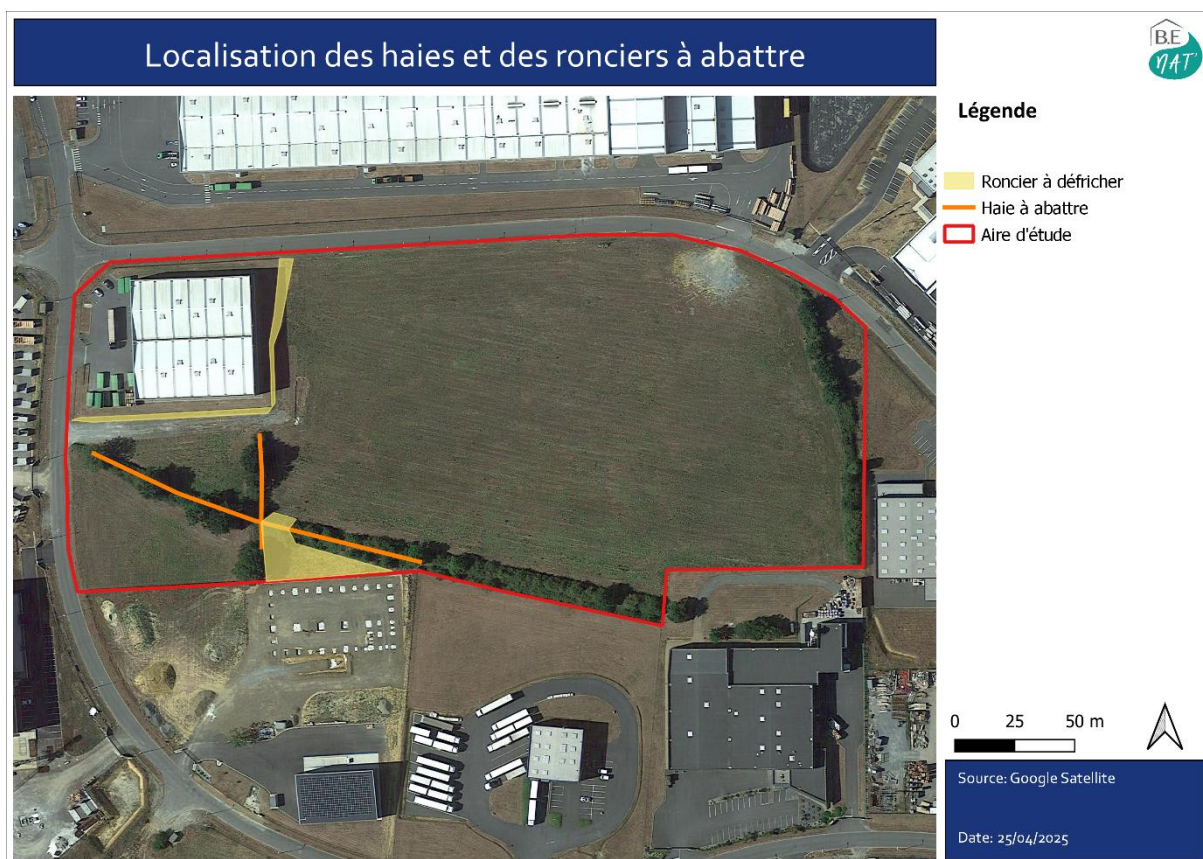 Localisation des haies et des ronciers à abattre
B.E
NAT'
Légende
Roncier à défricher
Haie à abattre
Aire d'étude
0 25 50 m
Source: Google Satellite
Date: 25/04/2025